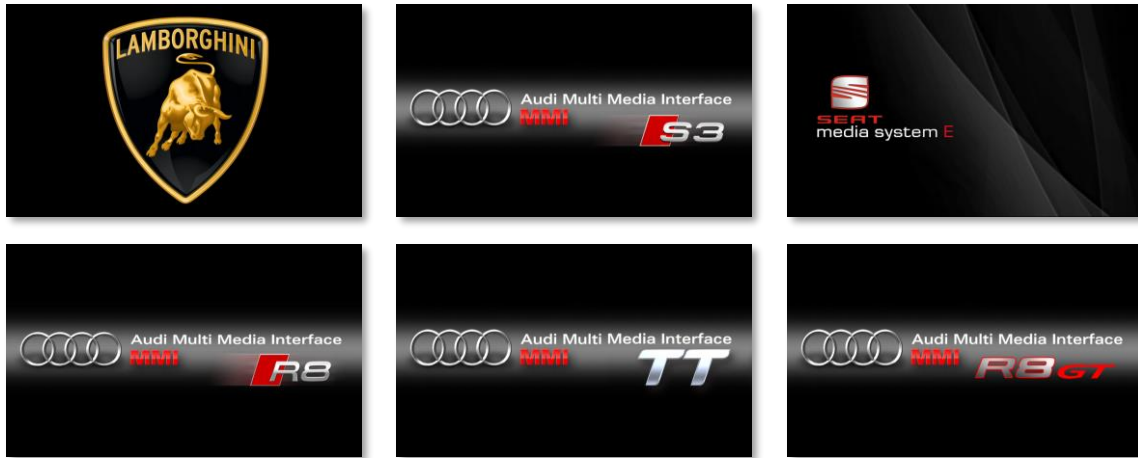 LAMBORGHINI
Audi Multi Media Interface
MMI
S3
SEAT
media system E
Audi Multi Media Interface
MMI
R8
Audi Multi Media Interface
MMI
TT
Audi Multi Media Interface
MMI
R8 GT